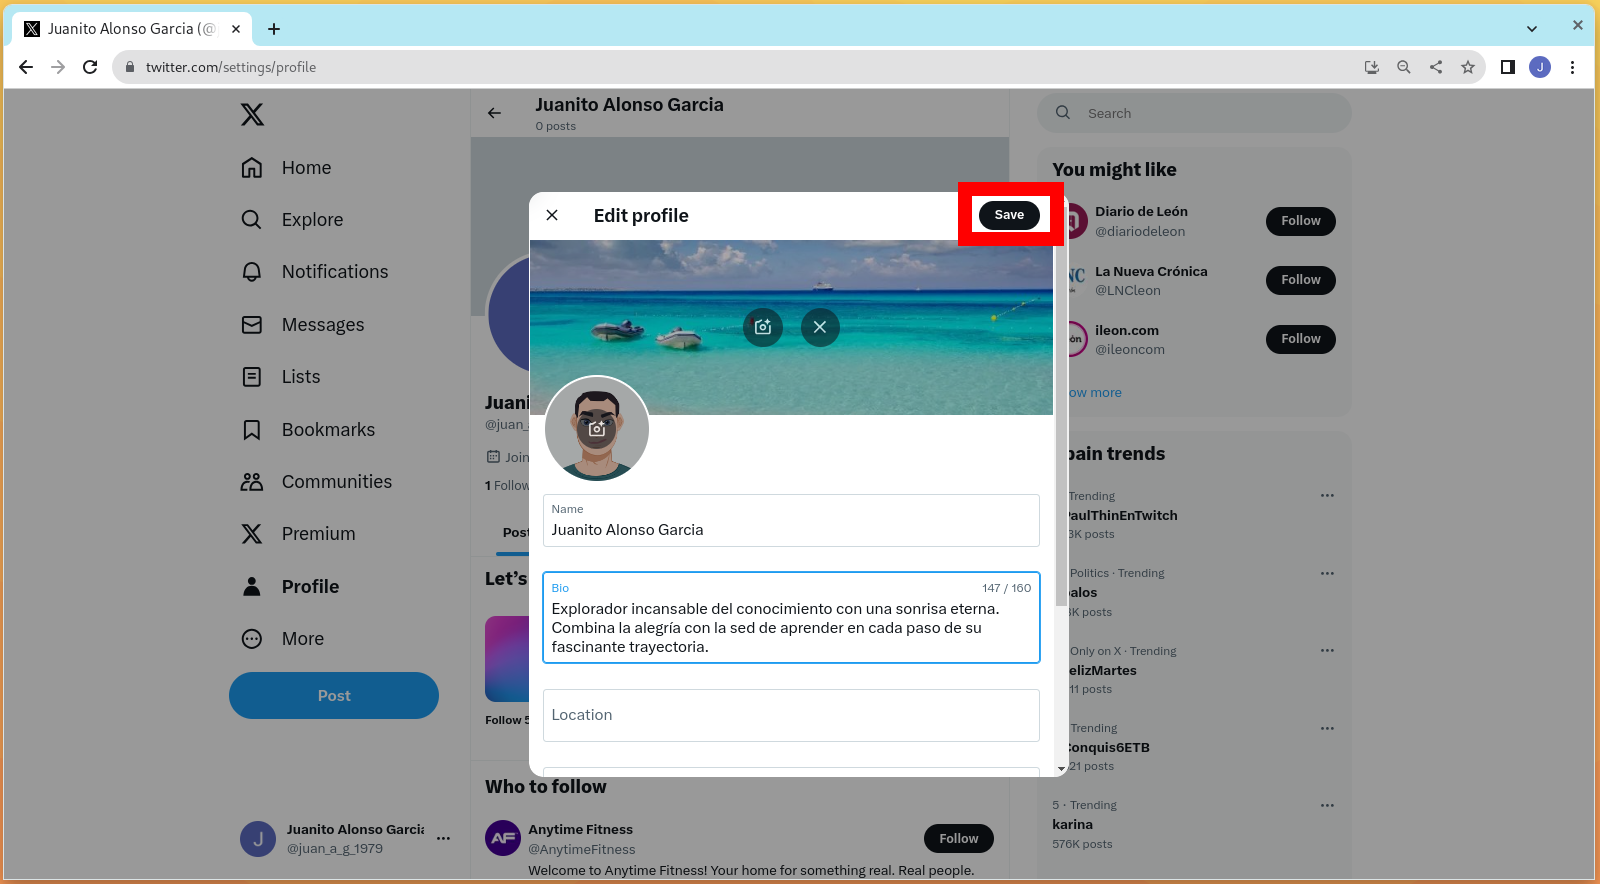 Juanito Alonso Garcia (@
twitter.com/settings/profile
J
Juanito Alonso Garcia
0 posts
Search
Home
Explore
Notifications
Messages
Lists
Bookmarks
Communities
Premium
Profile
More
Post
Juanito Alonso Garcia
@juan_a_g_1979
J
Edit profile
Save
Name
Juanito Alonso Garcia
Bio
147 / 160
Explorador incansable del conocimiento con una sonrisa eterna.
Combina la alegría con la sed de aprender en cada paso de su
fascinante trayectoria.
Location
Juani
@juan_
Join
1 Follow
Post
Let’s
Follow 5
Who to follow
AF
Anytime Fitness
@AnytimeFitness
Follow
Welcome to Anytime Fitness! Your home for something real. Real people.
You might like
Diario de León
@diariodeleon
Follow
NC
La Nueva Crónica
@LNCleon
Follow
ileon.com
@ileoncom
Follow
ow more
pain trends
Trending
PaulThinEnTwitch
3K posts
Politics · Trending
palos
8K posts
Only on X · Trending
elizMartes
11 posts
Trending
Conquis6ETB
21 posts
5 · Trending
karina
576K posts